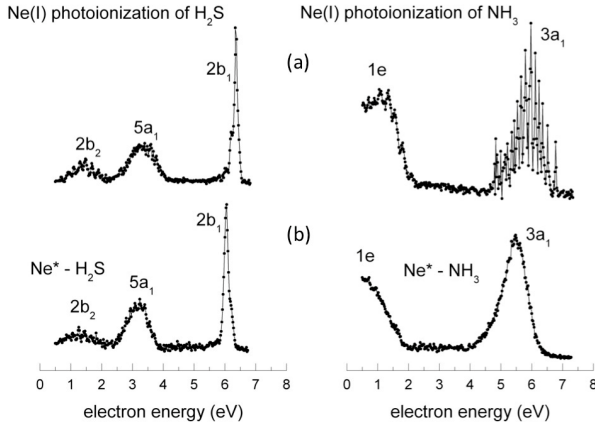 Ne(I) photoionization of H₂S
Ne(I) photoionization of NH₃
2b₁
(a)
3a₁
1e
5a₁
2b₂
2b₁
(b)
3a₁
Ne* - H₂S
1e
Ne* - NH₃
5a₁
2b₂
0 1 2 3 4 5 6 7 8
0 1 2 3 4 5 6 7 8
electron energy (eV)
electron energy (eV)